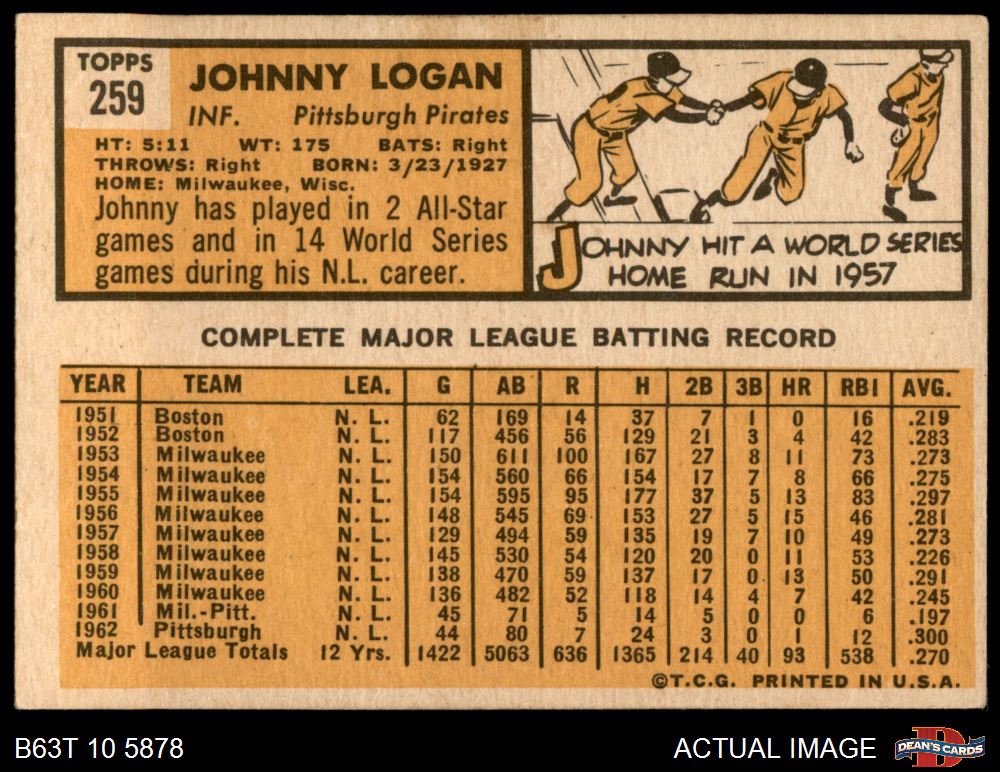 TOPPS
259
JOHNNY LOGAN
INF. Pittsburgh Pirates
HT: 5:11 WT: 175 BATS: Right
THROWS: Right BORN: 3/23/1927
HOME: Milwaukee, Wisc.
Johnny has played in 2 All-Star
games and in 14 World Series
games during his N.L. career.
JOHNNY HIT A WORLD SERIES
HOME RUN IN 1957
COMPLETE MAJOR LEAGUE BATTING RECORD
YEAR TEAM LEA. G AB R H 2B 3B HR RBI AVG.
1951 Boston N. L. 62 169 14 37 7 1 0 16 .219
1952 Boston N. L. 117 456 56 129 21 3 4 42 .283
1953 Milwaukee N. L. 150 611 100 167 27 8 11 73 .273
1954 Milwaukee N. L. 154 560 66 154 17 7 8 66 .275
1955 Milwaukee N. L. 154 595 95 177 37 5 13 83 .297
1956 Milwaukee N. L. 148 545 69 153 27 5 15 46 .281
1957 Milwaukee N. L. 129 494 59 135 19 7 10 49 .273
1958 Milwaukee N. L. 145 530 54 120 20 0 11 53 .226
1959 Milwaukee N. L. 138 470 59 137 17 0 13 50 .291
1960 Milwaukee N. L. 136 482 52 118 14 4 7 42 .245
1961 Mil.-Pitt. N. L. 45 71 5 14 5 0 0 6 .197
1962 Pittsburgh N. L. 44 80 7 24 3 0 1 12 .300
Major League Totals 12 Yrs. 1422 5063 636 1365 214 40 93 538 .270
©T.C.G. PRINTED IN U.S.A.
B63T 10 5878 ACTUAL IMAGE
DEAN'S CARDS